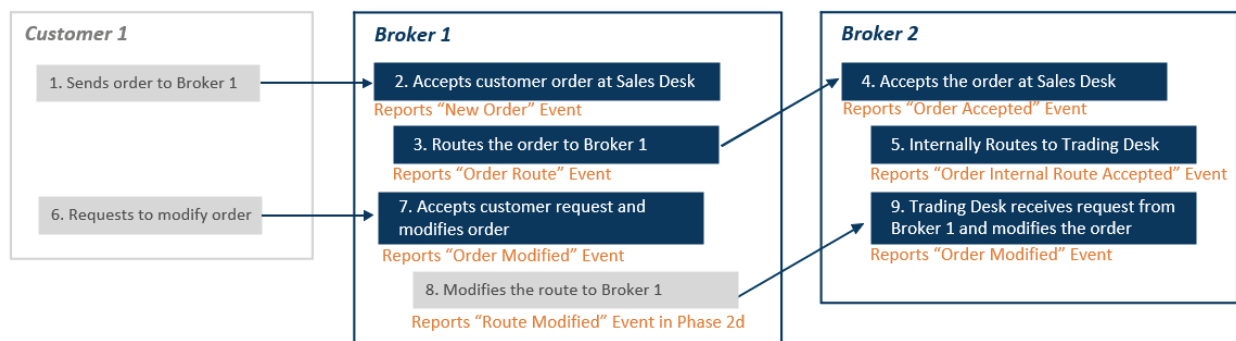 Customer 1
1. Sends order to Broker 1
6. Requests to modify order
Broker 1
2. Accepts customer order at Sales Desk
Reports “New Order” Event
3. Routes the order to Broker 1
Reports “Order Route” Event
7. Accepts customer request and
modifies order
Reports “Order Modified” Event
8. Modifies the route to Broker 1
Reports “Route Modified” Event in Phase 2d
Broker 2
4. Accepts the order at Sales Desk
Reports “Order Accepted” Event
5. Internally Routes to Trading Desk
Reports “Order Internal Route Accepted” Event
9. Trading Desk receives request from
Broker 1 and modifies the order
Reports “Order Modified” Event